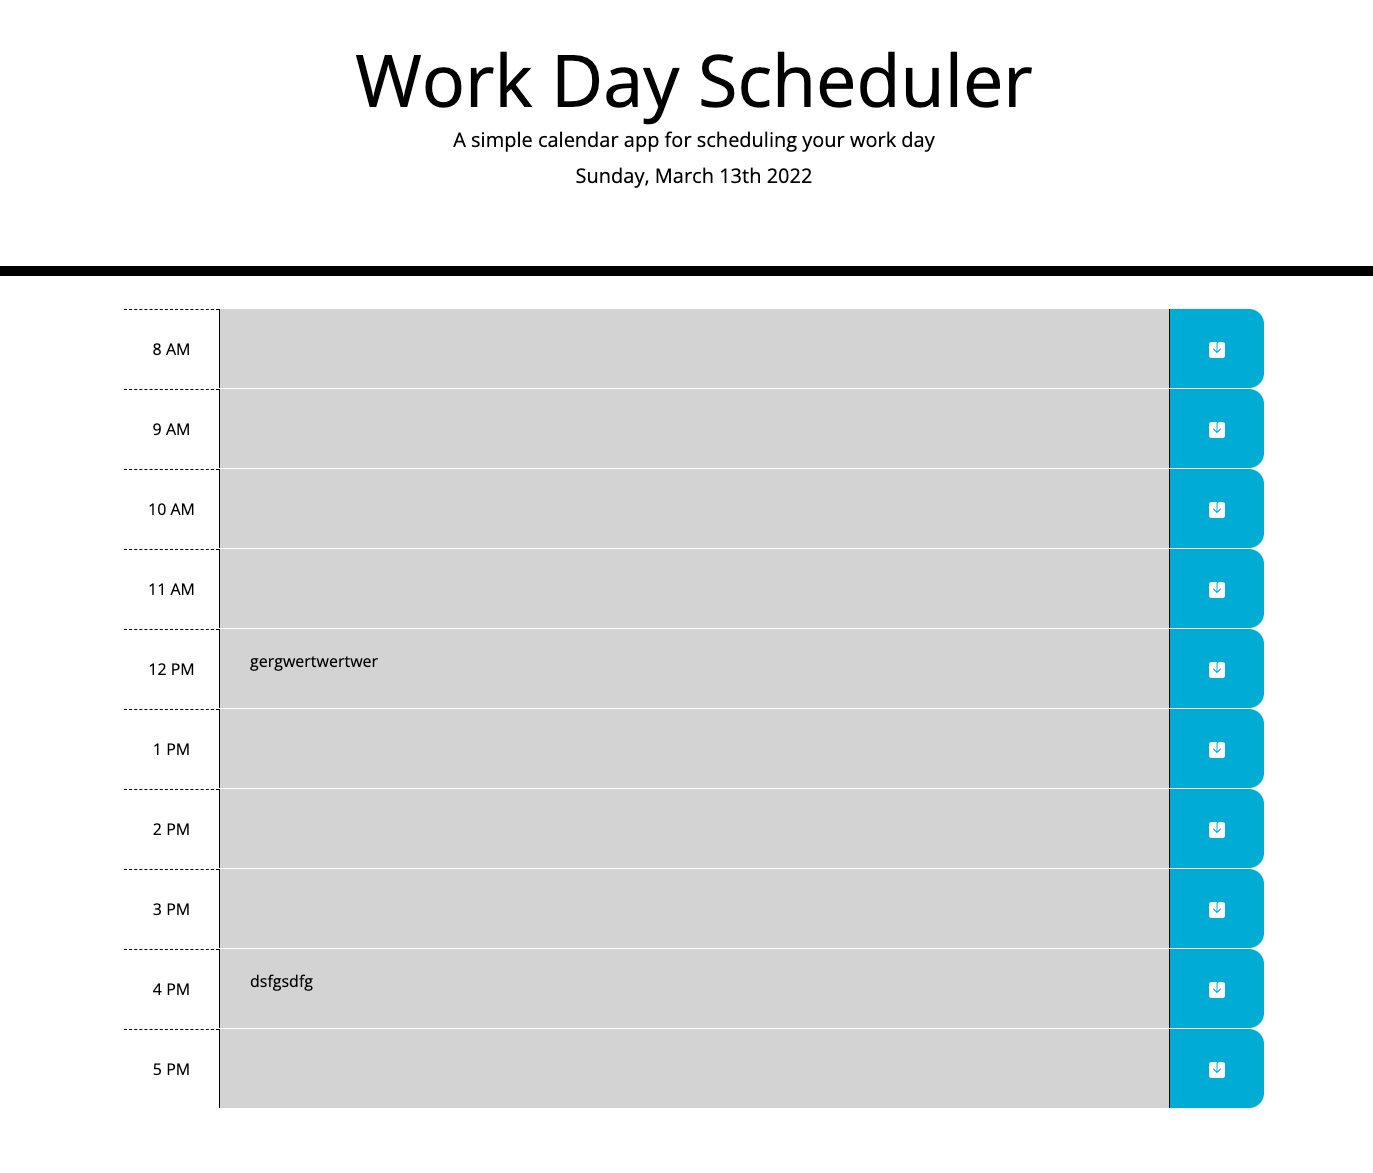 Work Day Scheduler
A simple calendar app for scheduling your work day
Sunday, March 13th 2022
8 AM
9 AM
10 AM
11 AM
12 PM gergwertwertwer
1 PM
2 PM
3 PM
4 PM dsfgsdfg
5 PM